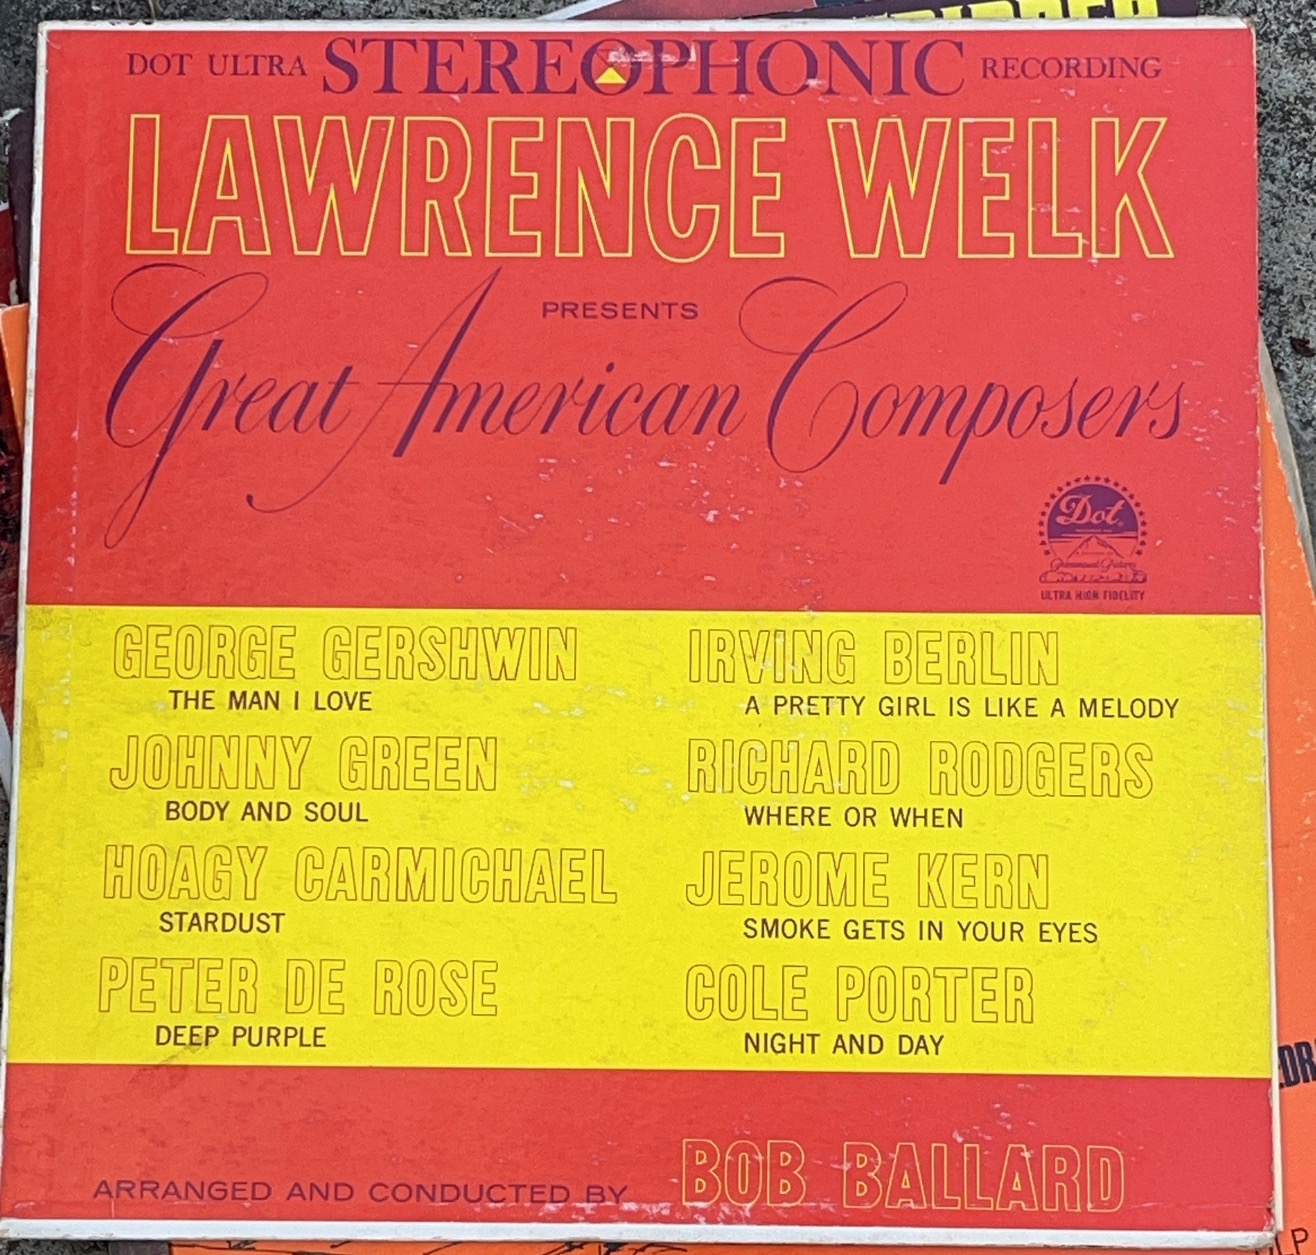 DOT ULTRA STEREOPHONIC RECORDING
LAWRENCE WELK
PRESENTS
Great American Composers
Dot
ULTRA HIGH FIDELITY
GEORGE GERSHWIN
THE MAN I LOVE
JOHNNY GREEN
BODY AND SOUL
HOAGY CARMICHAEL
STARDUST
PETER DE ROSE
DEEP PURPLE
IRVING BERLIN
A PRETTY GIRL IS LIKE A MELODY
RICHARD RODGERS
WHERE OR WHEN
JEROME KERN
SMOKE GETS IN YOUR EYES
COLE PORTER
NIGHT AND DAY
ARRANGED AND CONDUCTED BY BOB BALLARD